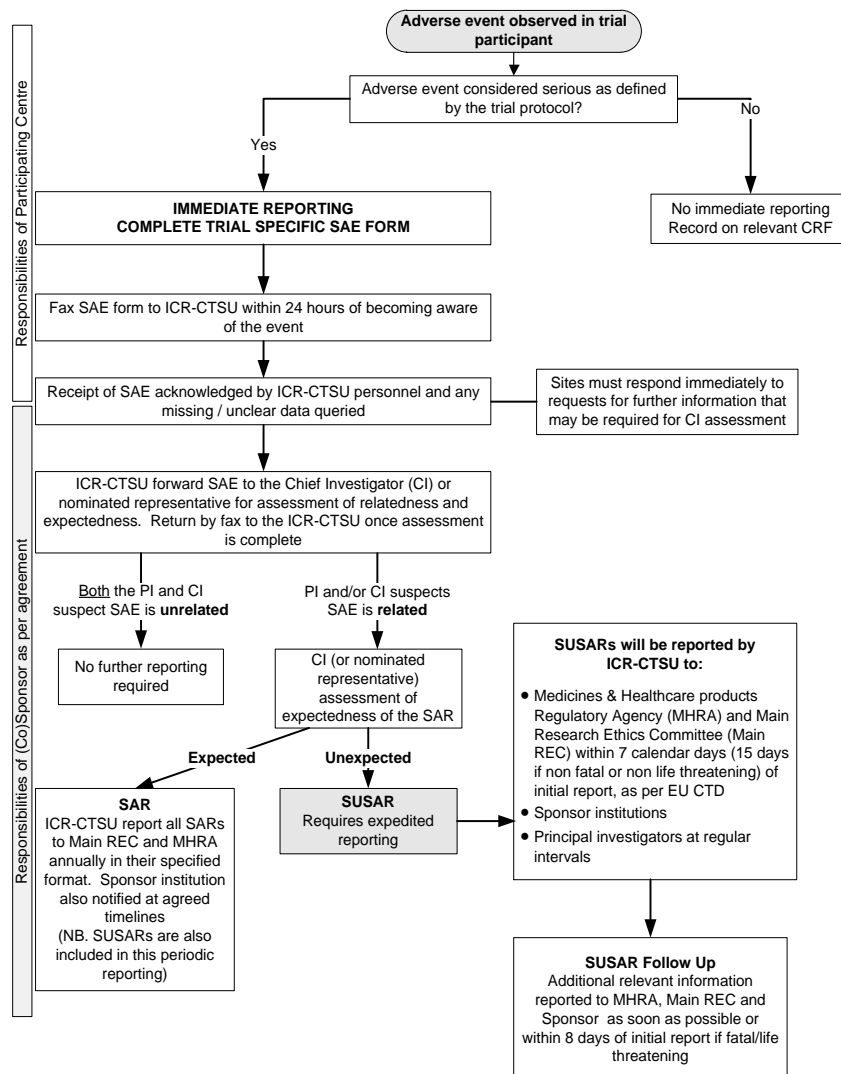 Adverse event observed in trial
participant
Adverse event considered serious as defined
by the trial protocol?
Yes
No
IMMEDIATE REPORTING
COMPLETE TRIAL SPECIFIC SAE FORM
No immediate reporting
Record on relevant CRF
Fax SAE form to ICR-CTSU within 24 hours of becoming aware
of the event
Receipt of SAE acknowledged by ICR-CTSU personnel and any
missing / unclear data queried
Sites must respond immediately to
requests for further information that
may be required for CI assessment
ICR-CTSU forward SAE to the Chief Investigator (CI) or
nominated representative for assessment of relatedness and
expectedness.  Return by fax to the ICR-CTSU once assessment
is complete
Both the PI and CI
suspect SAE is unrelated
PI and/or CI suspects
SAE is related
No further reporting
required
CI (or nominated
representative)
assessment of
expectedness of the SAR
Expected
Unexpected
SAR
ICR-CTSU report all SARs
to Main REC and MHRA
annually in their specified
format.  Sponsor institution
also notified at agreed
timelines
(NB. SUSARs are also
included in this periodic
reporting)
SUSAR
Requires expedited
reporting
SUSARs will be reported by
ICR-CTSU to:
• Medicines & Healthcare products
Regulatory Agency (MHRA) and Main
Research Ethics Committee (Main
REC) within 7 calendar days (15 days
if non fatal or non life threatening) of
initial report, as per EU CTD
• Sponsor institutions
• Principal investigators at regular
intervals
SUSAR Follow Up
Additional relevant information
reported to MHRA, Main REC and
Sponsor  as soon as possible or
within 8 days of initial report if fatal/life
threatening
Responsibilities of Participating Centre
Responsibilities of (Co)Sponsor as per agreement